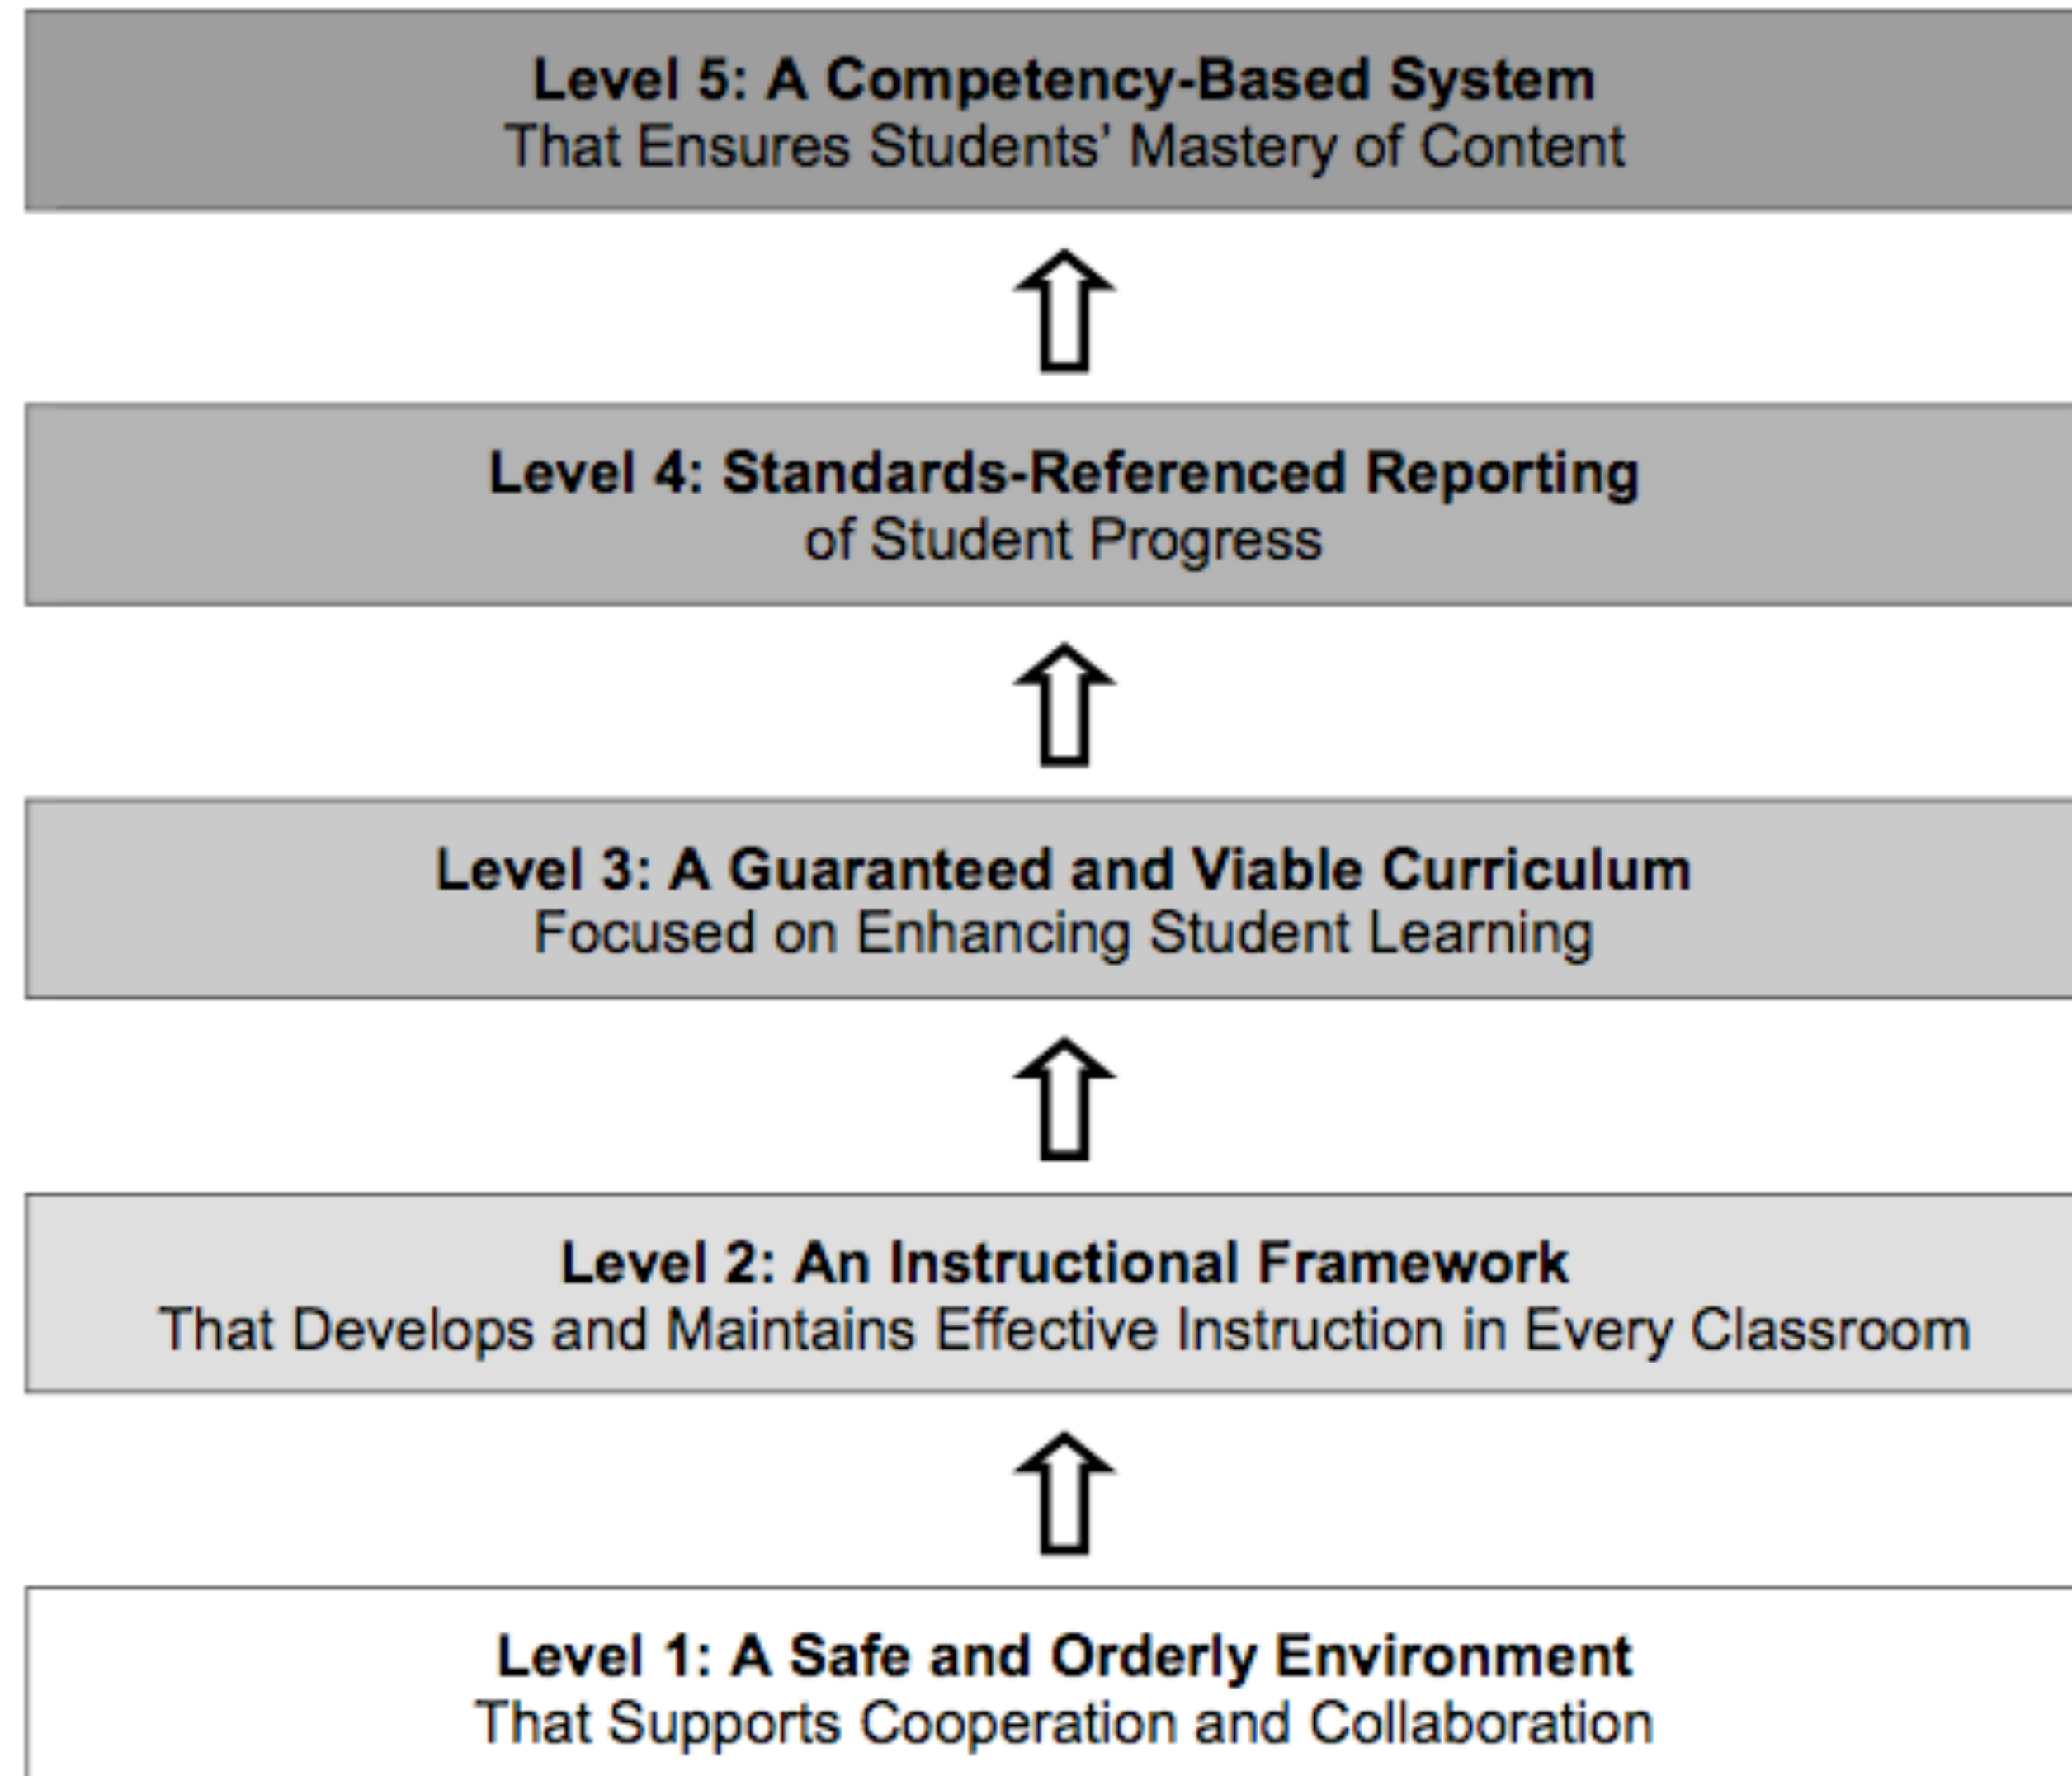 Level 5: A Competency-Based System
That Ensures Students’ Mastery of Content
Level 4: Standards-Referenced Reporting
of Student Progress
Level 3: A Guaranteed and Viable Curriculum
Focused on Enhancing Student Learning
Level 2: An Instructional Framework
That Develops and Maintains Effective Instruction in Every Classroom
Level 1: A Safe and Orderly Environment
That Supports Cooperation and Collaboration